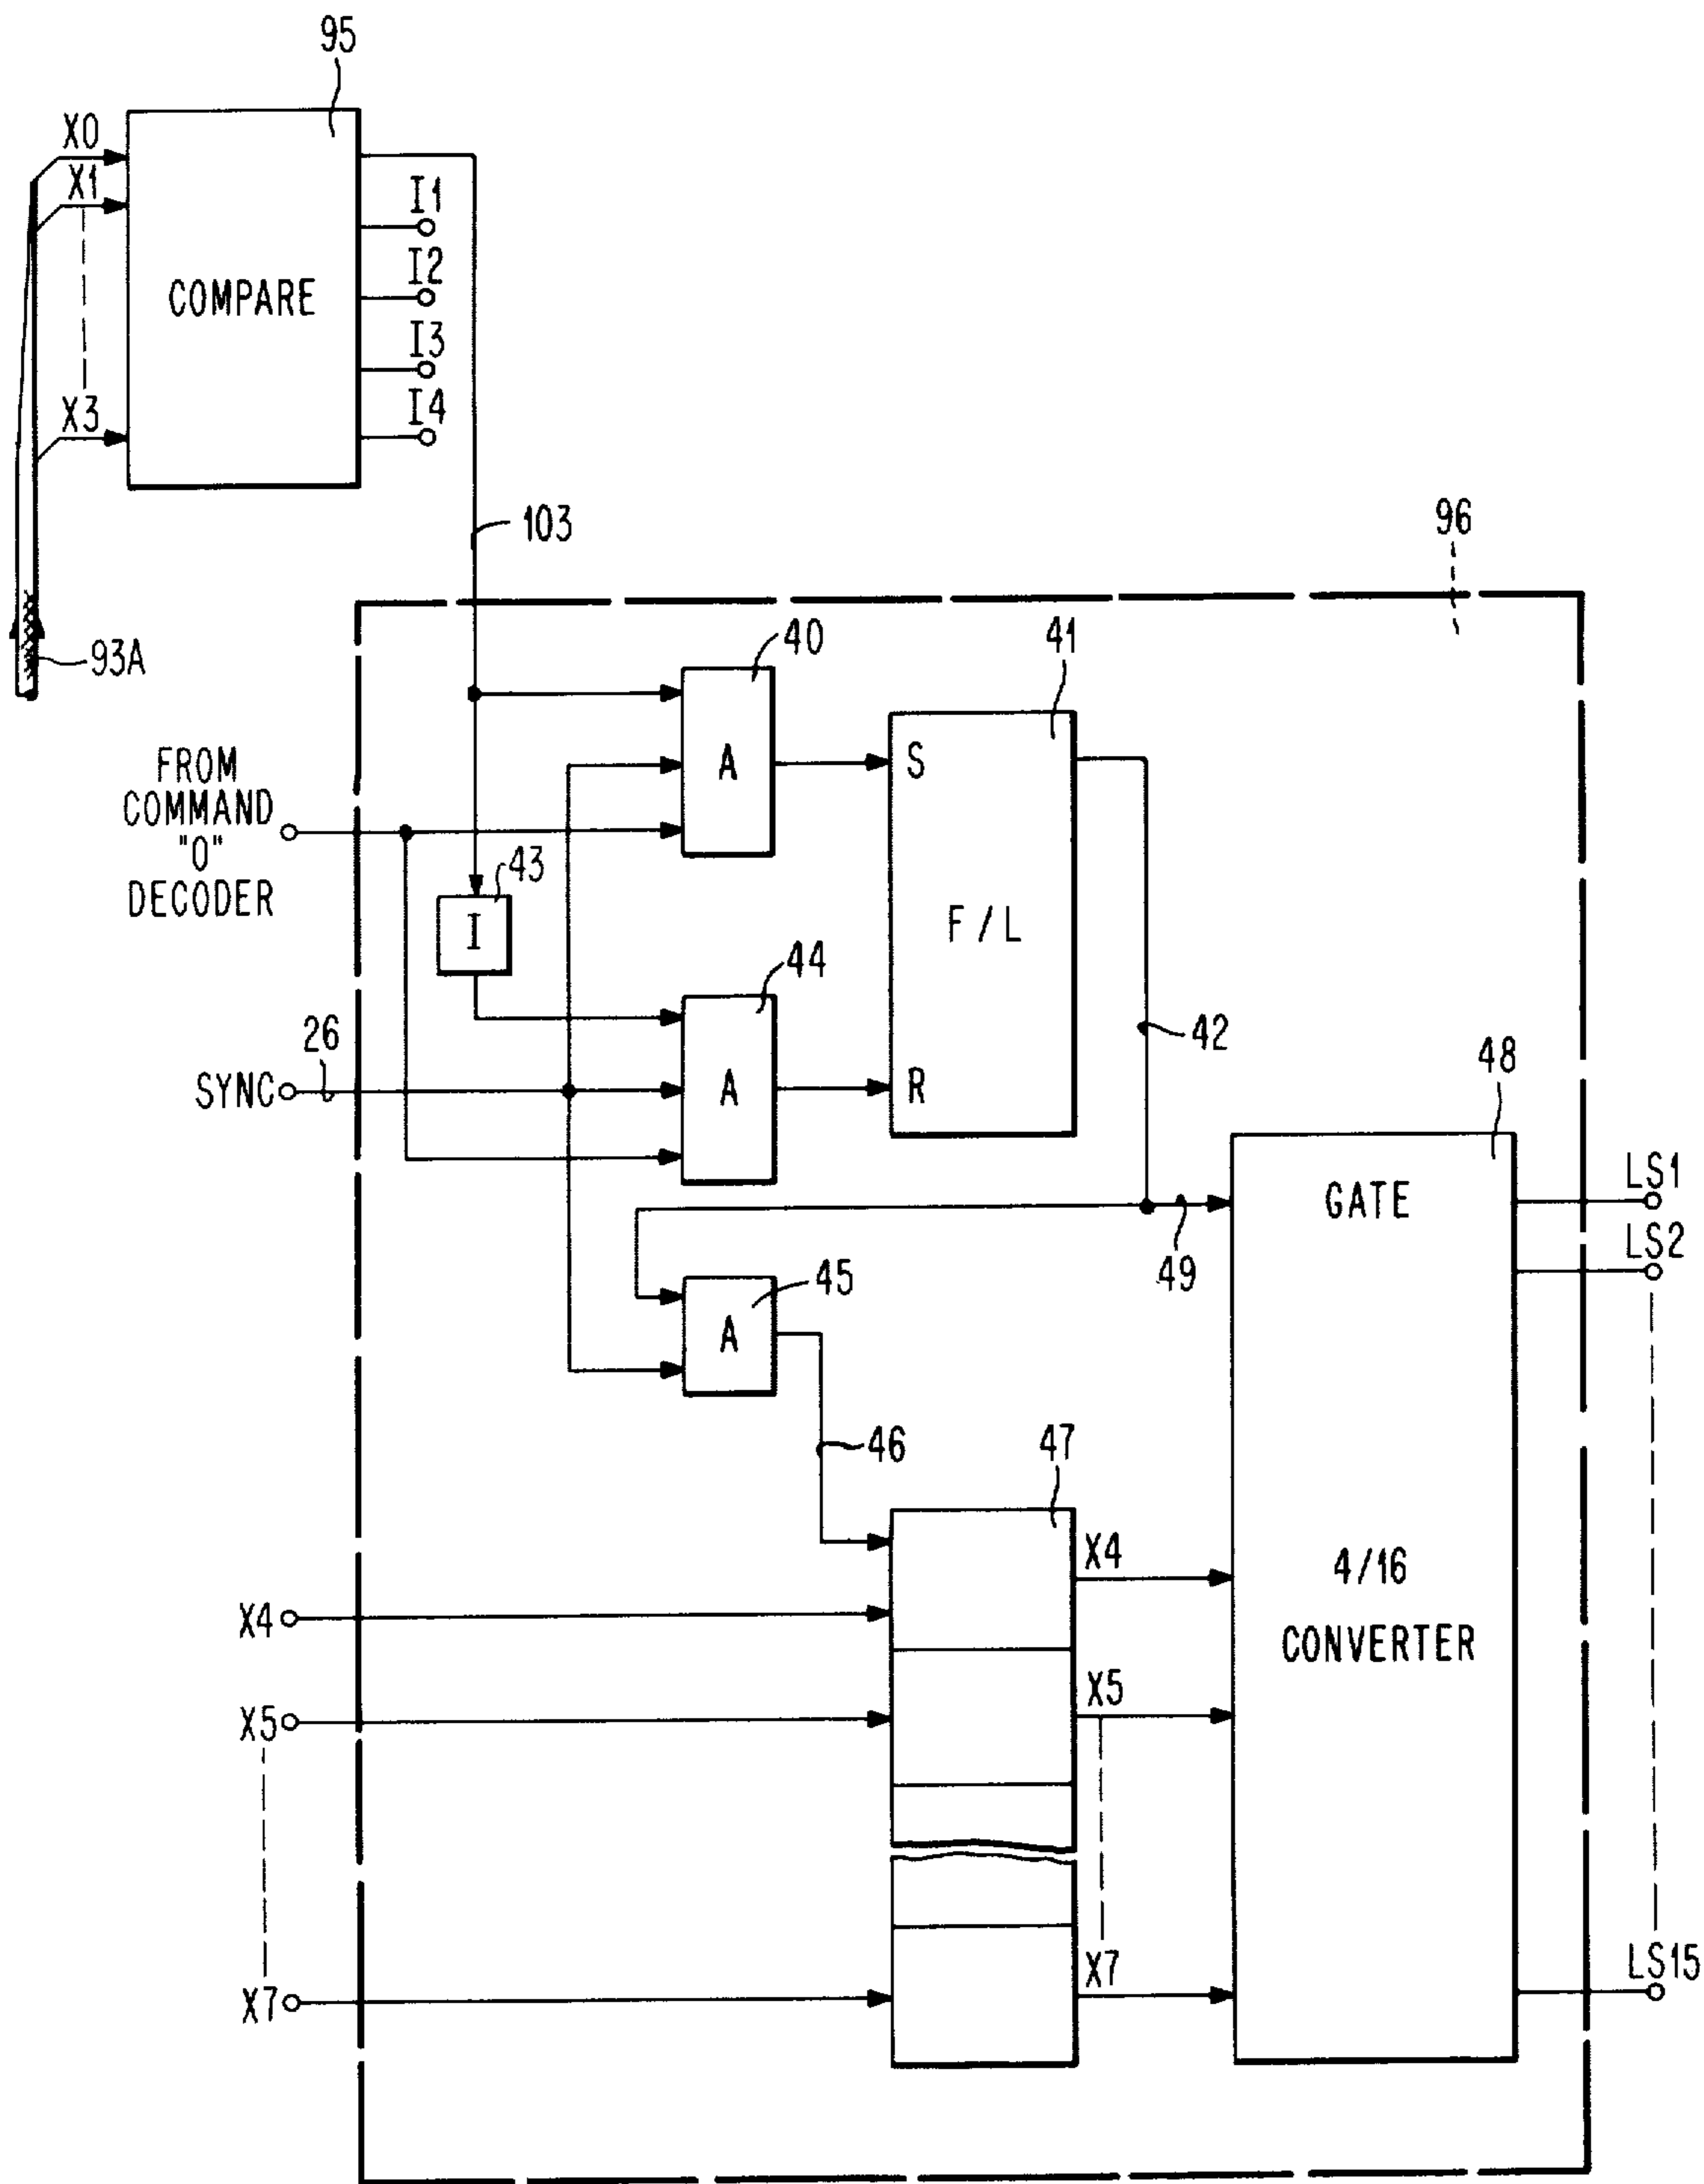 95
X0
X1
X3
COMPARE
I1
I2
I3
I4
103
93A
96
FROM
COMMAND
"0"
DECODER
40
A
41
S
F / L
R
43
I
44
A
42
26
SYNC
48
GATE
49
45
A
46
47
4/16
CONVERTER
LS1
LS2
LS15
X4
X4
X5
X5
X7
X7